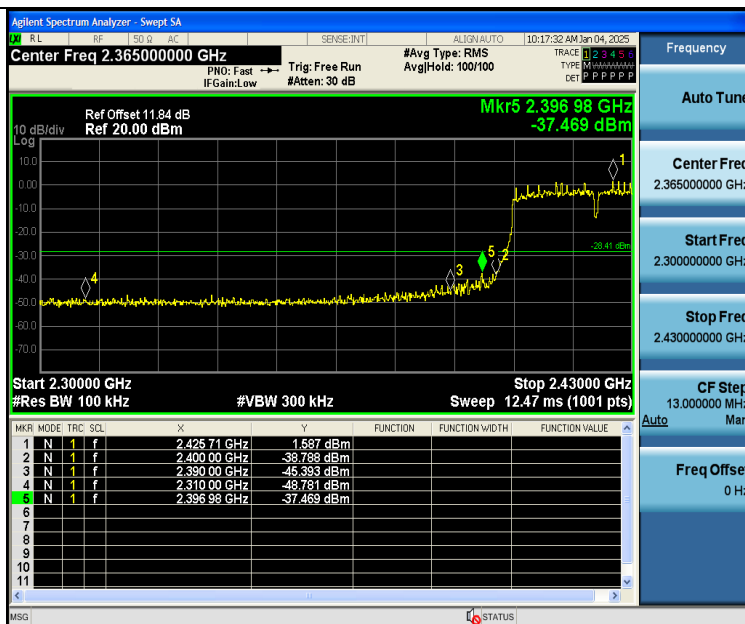 Agilent Spectrum Analyzer - Swept SA
LXI RL RF 50 Ω AC SENSE:INT ALIGN AUTO 10:17:32 AM Jan 04, 2025
Center Freq 2.365000000 GHz
PNO: Fast
IFGain:Low
Trig: Free Run
#Atten: 30 dB
#Avg Type: RMS
Avg|Hold: 100/100
TRACE 1 2 3 4 5 6
TYPE M W W W W W
DET P P P P P P
Ref Offset 11.84 dB
10 dB/div Ref 20.00 dBm
Log
Mkr5 2.396 98 GHz
-37.469 dBm
10.0
0.00
-10.0
-20.0
-30.0
-40.0
-50.0
-60.0
-70.0
1
-28.41 dBm
5
2
3
4
Start 2.30000 GHz Stop 2.43000 GHz
#Res BW 100 kHz #VBW 300 kHz Sweep 12.47 ms (1001 pts)
MKR MODE TRC SCL X Y FUNCTION FUNCTION WIDTH FUNCTION VALUE
1 N 1 f 2.425 71 GHz 1.587 dBm
2 N 1 f 2.400 00 GHz -38.788 dBm
3 N 1 f 2.390 00 GHz -45.393 dBm
4 N 1 f 2.310 00 GHz -48.781 dBm
5 N 1 f 2.396 98 GHz -37.469 dBm
6
7
8
9
10
11
MSG STATUS
Frequency
Auto Tune
Center Freq
2.365000000 GHz
Start Freq
2.300000000 GHz
Stop Freq
2.430000000 GHz
CF Step
13.000000 MHz
Auto Man
Freq Offset
0 Hz